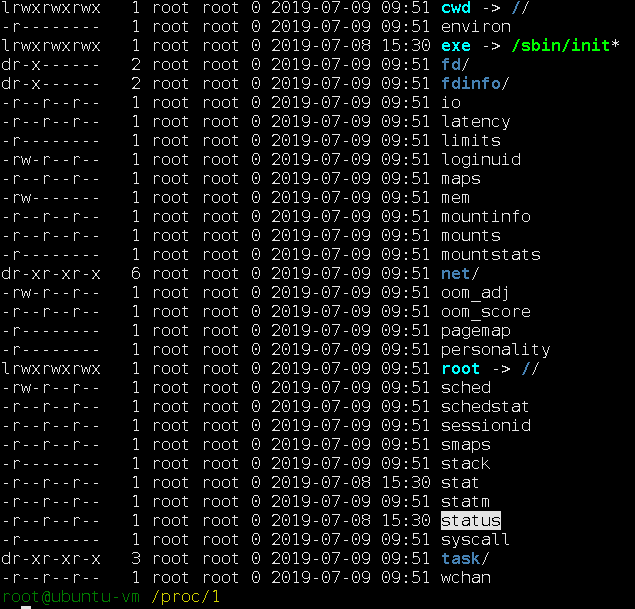 lrwxrwxrwx 1 root root 0 2019-07-09 09:51 cwd -> //
-r-------- 1 root root 0 2019-07-09 09:51 environ
lrwxrwxrwx 1 root root 0 2019-07-08 15:30 exe -> /sbin/init*
dr-x------ 2 root root 0 2019-07-09 09:51 fd/
dr-x------ 2 root root 0 2019-07-09 09:51 fdinfo/
-r--r--r-- 1 root root 0 2019-07-09 09:51 io
-r--r--r-- 1 root root 0 2019-07-09 09:51 latency
-r-------- 1 root root 0 2019-07-09 09:51 limits
-rw-r--r-- 1 root root 0 2019-07-09 09:51 loginuid
-r--r--r-- 1 root root 0 2019-07-09 09:51 maps
-rw------- 1 root root 0 2019-07-09 09:51 mem
-r--r--r-- 1 root root 0 2019-07-09 09:51 mountinfo
-r--r--r-- 1 root root 0 2019-07-09 09:51 mounts
-r-------- 1 root root 0 2019-07-09 09:51 mountstats
dr-xr-xr-x 6 root root 0 2019-07-09 09:51 net/
-rw-r--r-- 1 root root 0 2019-07-09 09:51 oom_adj
-r--r--r-- 1 root root 0 2019-07-09 09:51 oom_score
-r--r--r-- 1 root root 0 2019-07-09 09:51 pagemap
-r-------- 1 root root 0 2019-07-09 09:51 personality
lrwxrwxrwx 1 root root 0 2019-07-09 09:51 root -> //
-rw-r--r-- 1 root root 0 2019-07-09 09:51 sched
-r--r--r-- 1 root root 0 2019-07-09 09:51 schedstat
-r--r--r-- 1 root root 0 2019-07-09 09:51 sessionid
-r--r--r-- 1 root root 0 2019-07-09 09:51 smaps
-r-------- 1 root root 0 2019-07-09 09:51 stack
-r--r--r-- 1 root root 0 2019-07-08 15:30 stat
-r--r--r-- 1 root root 0 2019-07-09 09:51 statm
-r--r--r-- 1 root root 0 2019-07-08 15:30 status
-r-------- 1 root root 0 2019-07-09 09:51 syscall
dr-xr-xr-x 3 root root 0 2019-07-09 09:51 task/
-r--r--r-- 1 root root 0 2019-07-09 09:51 wchan
root@ubuntu-vm /proc/1